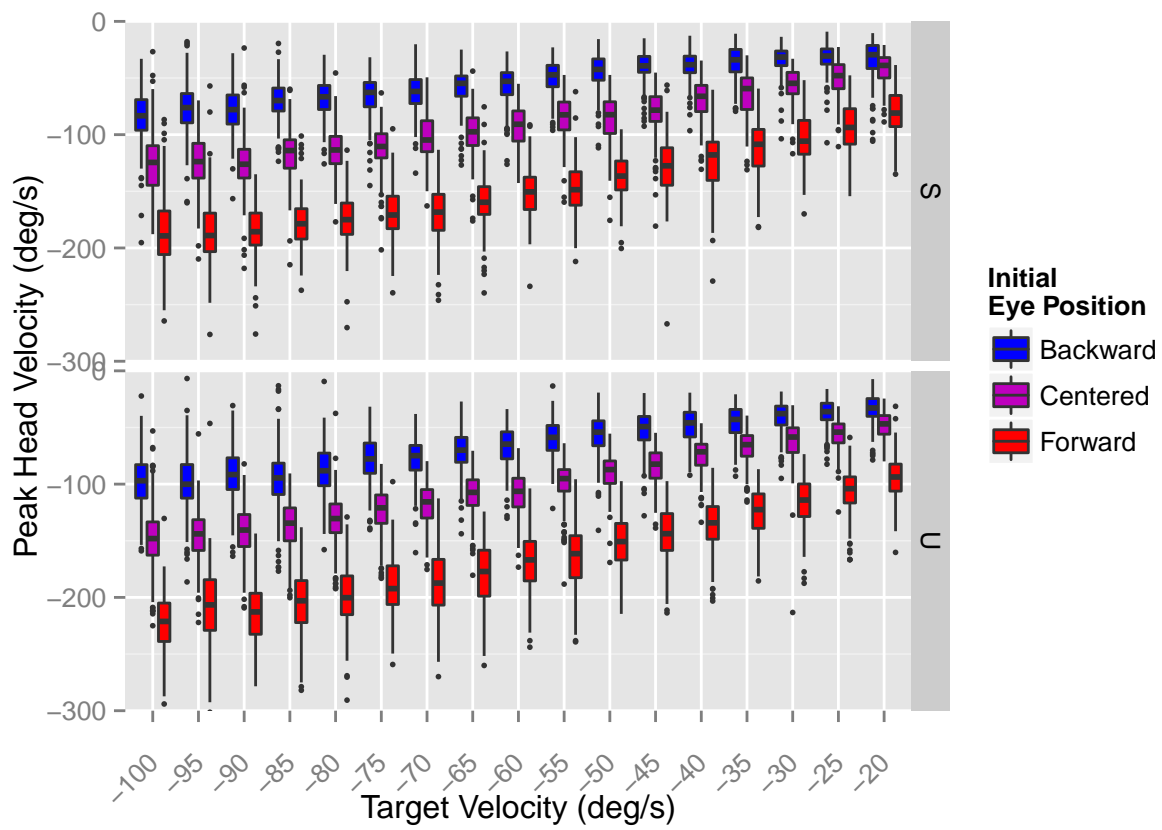 0
−100
−200
−300
S
0
−100
−200
−300
U
Peak Head Velocity (deg/s)
−100
−95
−90
−85
−80
−75
−70
−65
−60
−55
−50
−45
−40
−35
−30
−25
−20
Target Velocity (deg/s)
Initial
Eye Position
Backward
Centered
Forward